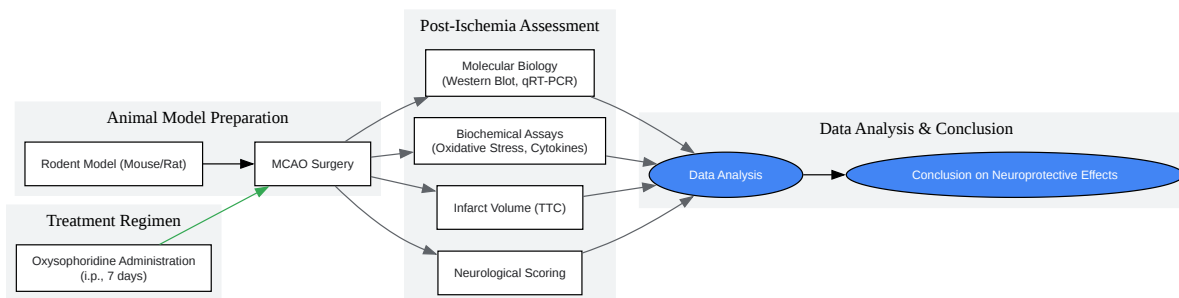 Post-Ischemia Assessment
Molecular Biology
(Western Blot, qRT-PCR)
Animal Model Preparation
Rodent Model (Mouse/Rat)
MCAO Surgery
Biochemical Assays
(Oxidative Stress, Cytokines)
Data Analysis & Conclusion
Data Analysis
Conclusion on Neuroprotective Effects
Infarct Volume (TTC)
Treatment Regimen
Oxysophoridine Administration
(i.p., 7 days)
Neurological Scoring